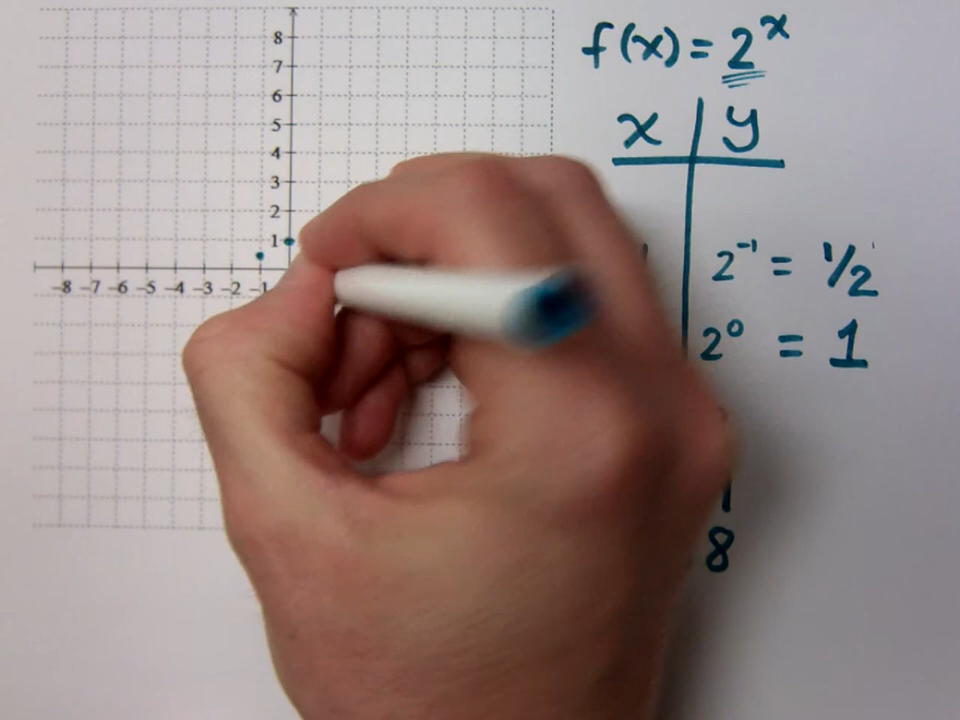 f(x) = 2^x
x | y
2^-1 = 1/2
2^0 = 1
8
8
7
6
5
4
3
2
1
-8 -7 -6 -5 -4 -3 -2 -1